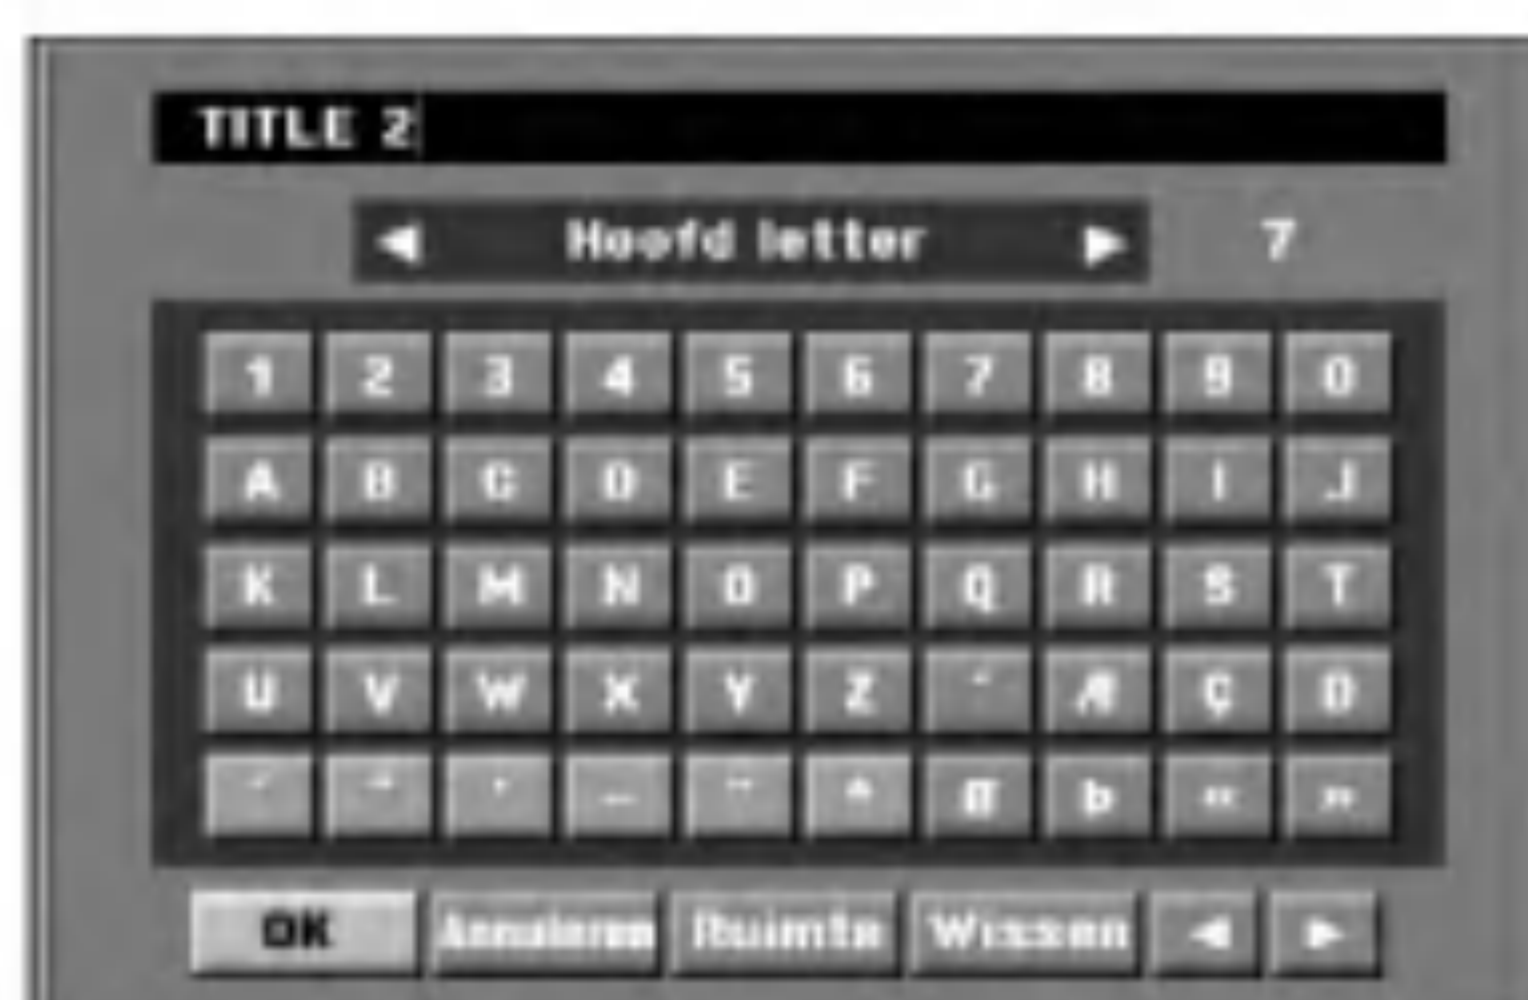 TITLE 2
◀ Hoofd letter ▶ 7
1 2 3 4 5 6 7 8 9 0
A B C D E F G H I J
K L M N O P Q R S T
U V W X Y Z Æ Ç
« »
OK Annuleren Ruimte Wissen ◀ ▶